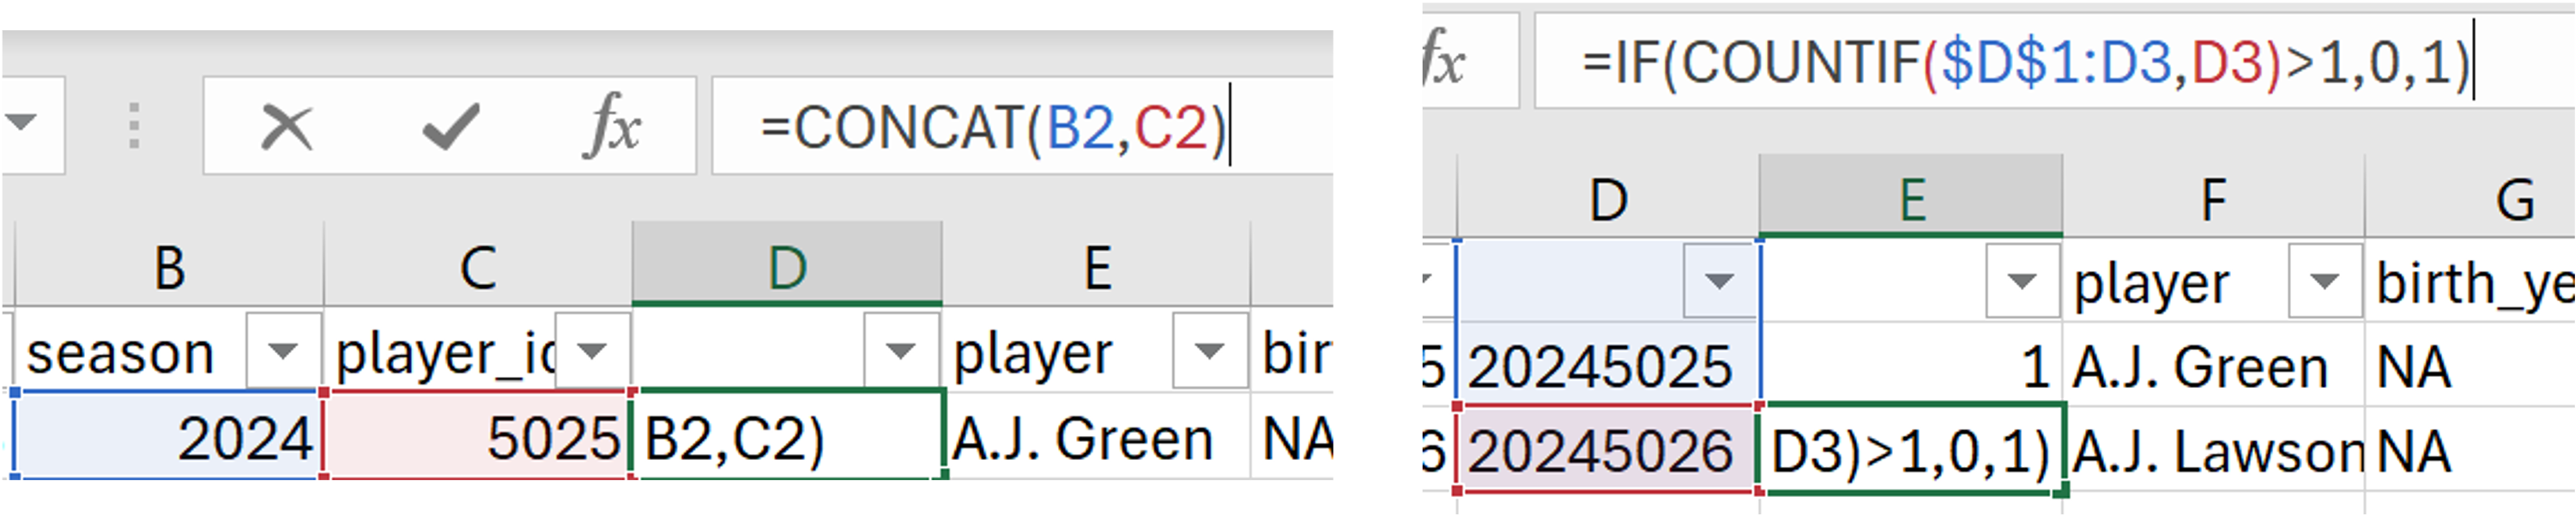 fx =CONCAT(B2,C2)
B C D E
season player_id player bir
2024 5025 B2,C2) A.J. Green NA
fx =IF(COUNTIF($D$1:D3,D3)>1,0,1)
D E F G
player birth_ye
5 20245025 1 A.J. Green NA
6 20245026 D3)>1,0,1) A.J. Lawson NA